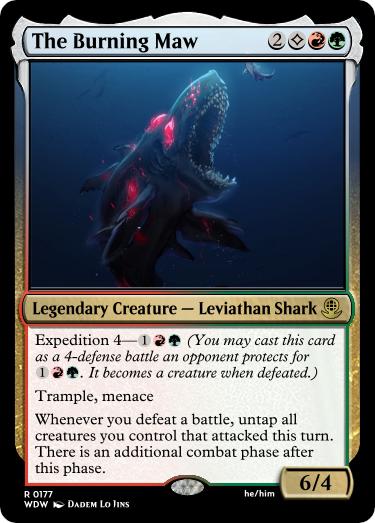 The Burning Maw 2CRG
Legendary Creature — Leviathan Shark
Expedition 4—1RG (You may cast this card
as a 4-defense battle an opponent protects for
1RG. It becomes a creature when defeated.)
Trample, menace
Whenever you defeat a battle, untap all
creatures you control that attacked this turn.
There is an additional combat phase after
this phase.
6/4
R 0177
he/him
WDW DADEM LO JINS